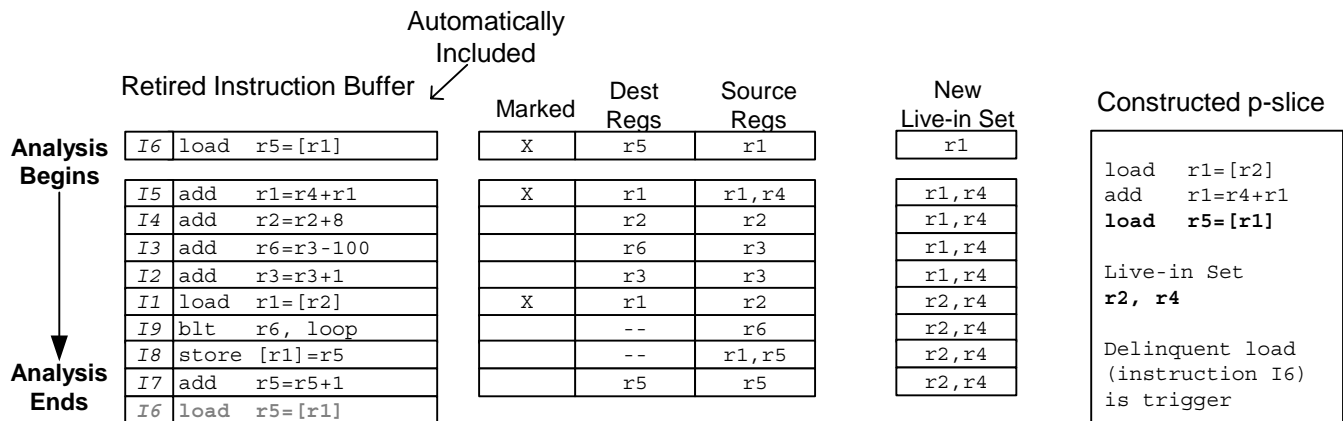 Automatically
Included
Retired Instruction Buffer
Marked
Dest
Regs
Source
Regs
New
Live-in Set
Constructed p-slice
Analysis
Begins
I6 load r5=[r1] X r5 r1 r1
I5 add r1=r4+r1 X r1 r1,r4 r1,r4
I4 add r2=r2+8 r2 r2 r1,r4
I3 add r6=r3-100 r6 r3 r1,r4
I2 add r3=r3+1 r3 r3 r1,r4
I1 load r1=[r2] X r1 r2 r2,r4
I9 blt r6, loop -- r6 r2,r4
I8 store [r1]=r5 -- r1,r5 r2,r4
I7 add r5=r5+1 r5 r5 r2,r4
I6 load r5=[r1]
Analysis
Ends
load r1=[r2]
add r1=r4+r1
load r5=[r1]
Live-in Set
r2, r4
Delinquent load
(instruction I6)
is trigger